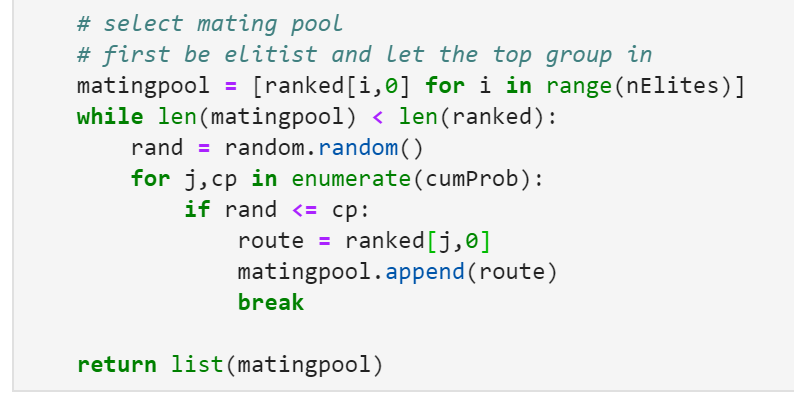 # select mating pool
# first be elitist and let the top group in
matingpool = [ranked[i,0] for i in range(nElites)]
while len(matingpool) < len(ranked):
    rand = random.random()
    for j,cp in enumerate(cumProb):
        if rand <= cp:
            route = ranked[j,0]
            matingpool.append(route)
            break

return list(matingpool)